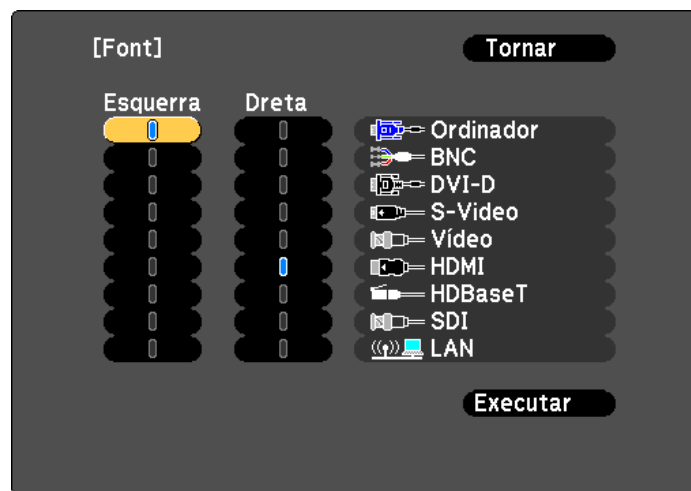 [Font] Tornar
Esquerra Dreta
Ordinador
BNC
DVI-D
S-Video
Vídeo
HDMI
HDBaseT
SDI
LAN
Executar